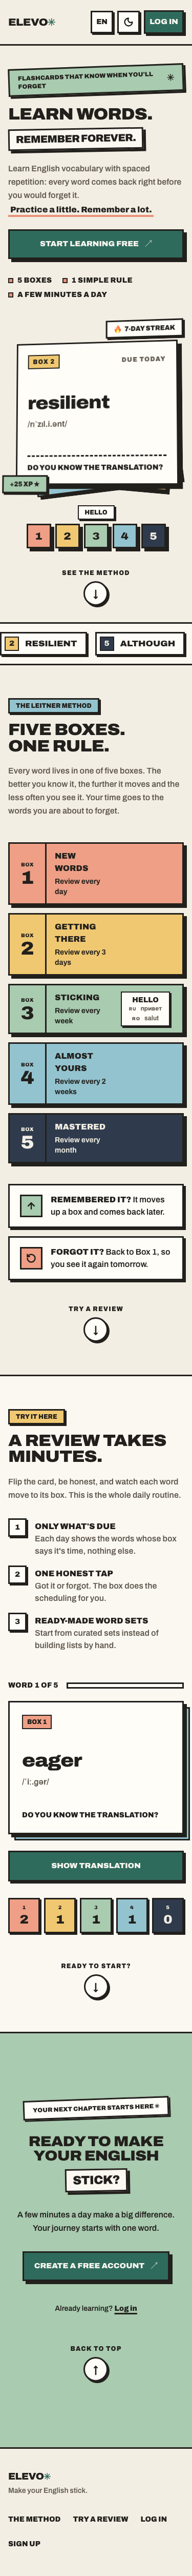 ELEVO✳
EN
LOG IN
FLASHCARDS THAT KNOW WHEN YOU'LL
FORGET
LEARN WORDS.
REMEMBER FOREVER.
Learn English vocabulary with spaced
repetition: every word comes back right before
you would forget it.
Practice a little. Remember a lot.
START LEARNING FREE ↗
5 BOXES
1 SIMPLE RULE
A FEW MINUTES A DAY
🔥 7-DAY STREAK
BOX 2
DUE TODAY
resilient
/rɪˈzɪl.i.ənt/
DO YOU KNOW THE TRANSLATION?
+25 XP ★
HELLO
1 2 3 4 5
SEE THE METHOD
↓
2 RESILIENT
5 ALTHOUGH
THE LEITNER METHOD
FIVE BOXES.
ONE RULE.
Every word lives in one of five boxes. The
better you know it, the further it moves and the
less often you see it. Your time goes to the
words you are about to forget.
BOX
1
NEW
WORDS
Review every
day
BOX
2
GETTING
THERE
Review every 3
days
BOX
3
STICKING
Review every
week
HELLO
RU привет
RO salut
BOX
4
ALMOST
YOURS
Review every 2
weeks
BOX
5
MASTERED
Review every
month
REMEMBERED IT? It moves
up a box and comes back later.
FORGOT IT? Back to Box 1, so
you see it again tomorrow.
TRY A REVIEW
↓
TRY IT HERE
A REVIEW TAKES
MINUTES.
Flip the card, be honest, and watch each word
move to its box. This is the whole daily routine.
1
ONLY WHAT'S DUE
Each day shows the words whose box
says it's time, nothing else.
2
ONE HONEST TAP
Got it or forgot. The box does the
scheduling for you.
3
READY-MADE WORD SETS
Start from curated sets instead of
building lists by hand.
WORD 1 OF 5
BOX 1
eager
/ˈiː.ɡər/
DO YOU KNOW THE TRANSLATION?
SHOW TRANSLATION
1 2 3 4 5
2 1 1 1 0
READY TO START?
↓
YOUR NEXT CHAPTER STARTS HERE ✳
READY TO MAKE
YOUR ENGLISH
STICK?
A few minutes a day make a big difference.
Your journey starts with one word.
CREATE A FREE ACCOUNT ↗
Already learning? Log in
BACK TO TOP
↑
ELEVO✳
Make your English stick.
THE METHOD
TRY A REVIEW
LOG IN
SIGN UP